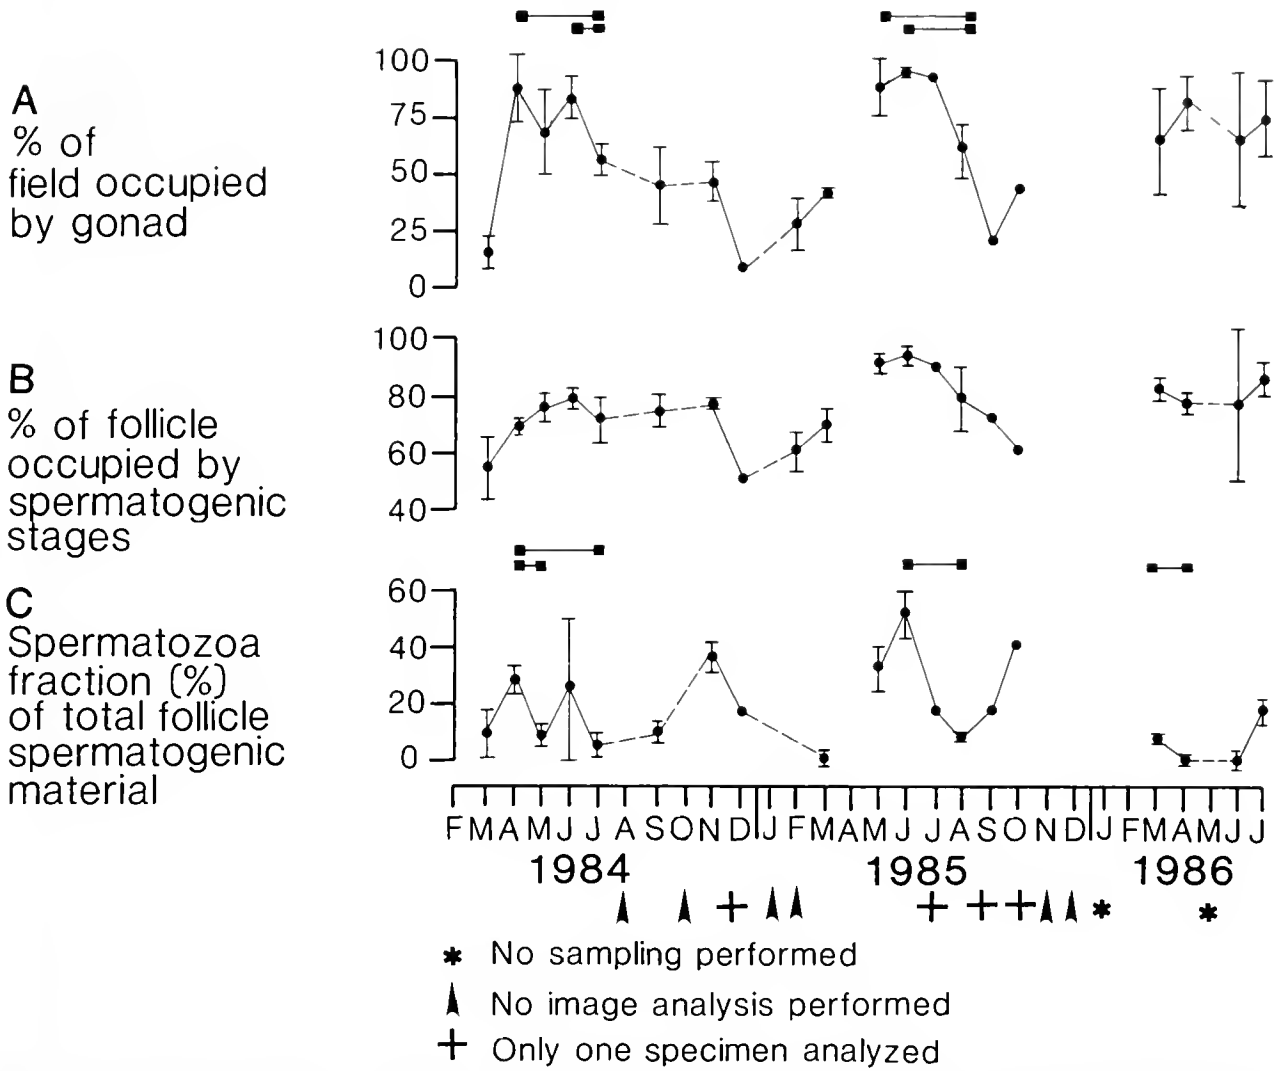 A
% of
field occupied
by gonad
100
75
50
25
0
B
% of follicle
occupied by
spermatogenic
stages
100
80
60
40
C
Spermatozoa
fraction (%)
of total follicle
spermatogenic
material
60
40
20
0
F M A M J J A S O N D J F M A M J J A S O N D J F M A M J
1984 1985 1986
* No sampling performed
No image analysis performed
+ Only one specimen analyzed